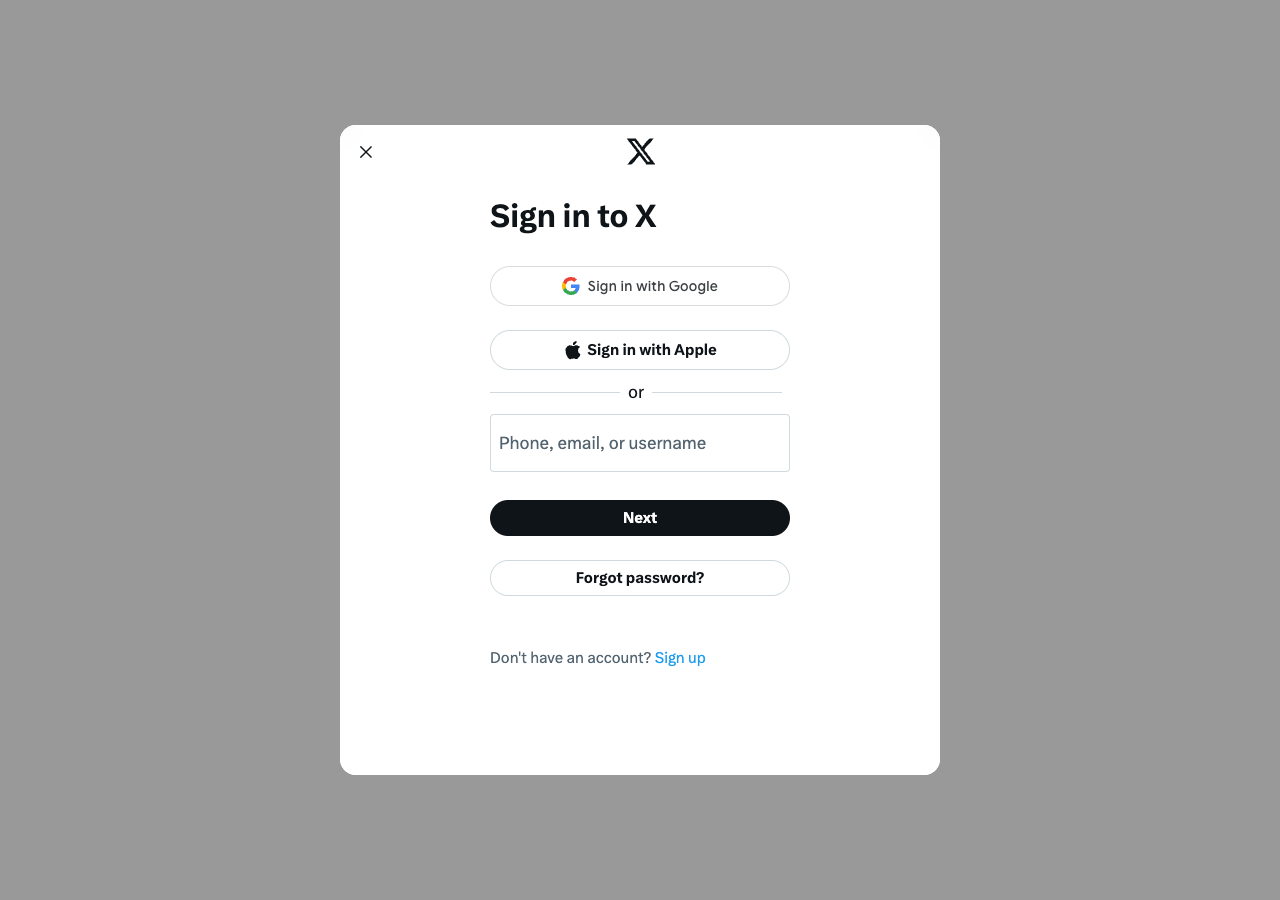 Sign in to X
Sign in with Google
Sign in with Apple
or
Phone, email, or username
Next
Forgot password?
Don't have an account? Sign up